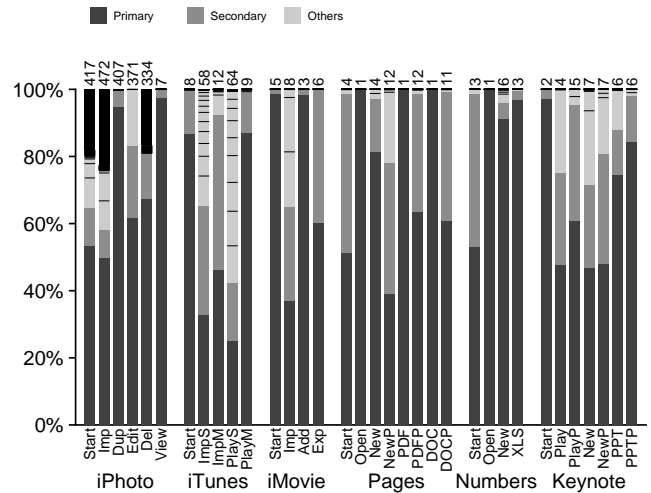 Primary Secondary Others
417 472 407 371 334 7 8 58 12 64 9 5 8 3 6 4 1 4 12 1 12 1 11 3 1 6 3 2 4 5 7 7 6 6
100%
80%
60%
40%
20%
0%
Start Imp Dup Edit Del View Start ImpS ImpM PlayS PlayM Start Imp Add Exp Start Open New NewP PDF PDFP DOC DOCP Start Open New XLS Start Play PlayP New NewP PPT PPTP
iPhoto iTunes iMovie Pages Numbers Keynote